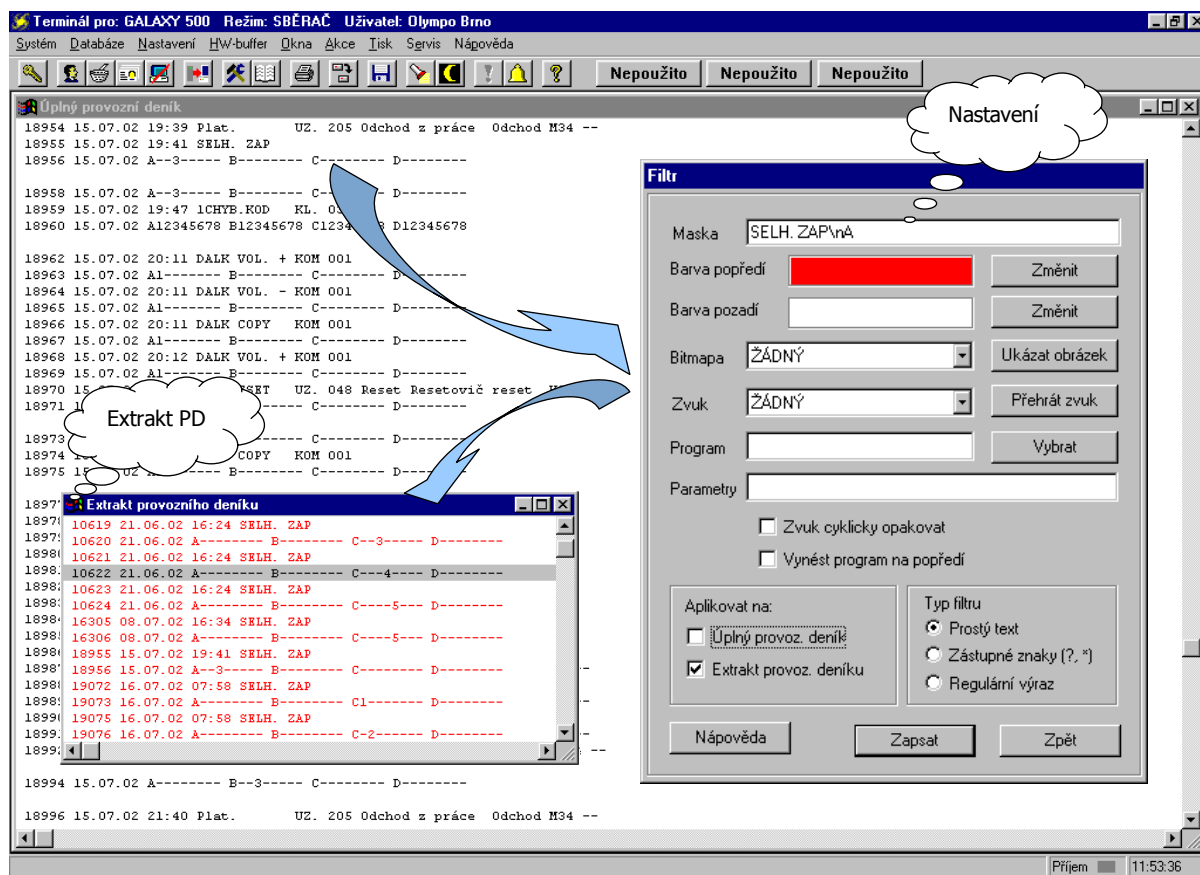 Terminál pro: GALAXY 500 Režim: SBĚRAČ Uživatel: Olympo Brno
Systém Databáze Nastavení HW-buffer Okna Akce Tisk Servis Nápověda
Nepoužito Nepoužito Nepoužito
Úplný provozní deník
18954 15.07.02 19:39 Plat. UZ. 205 Odchod z práce Odchod M34 --
18955 15.07.02 19:41 SELH. ZAP
18956 15.07.02 A--3----- B-------- C-------- D--------
18958 15.07.02 A--3----- B-------- C-------- D--------
18959 15.07.02 19:47 1CHYB.KOD KL.
18960 15.07.02 A12345678 B12345678 D12345678
18962 15.07.02 20:11 DALK VOL. + KOM 001
18963 15.07.02 A1------- B-------- C-------- D--------
18964 15.07.02 20:11 DALK VOL. - KOM 001
18965 15.07.02 A1------- B-------- C-------- D--------
18966 15.07.02 20:11 DALK COPY KOM 001
18967 15.07.02 A1------- B-------- C-------- D--------
18968 15.07.02 20:12 DALK VOL. + KOM 001
18969 15.07.02 A1------- B-------- C-------- D--------
18970 UZ. 048 Reset Resetovič reset
18971 C-------- D--------
18973 C-------- D--------
18974 COPY KOM 001
18975 B-------- C-------- D--------
Nastavení
Extrakt PD
Extrakt provozního deníku
10619 21.06.02 16:24 SELH. ZAP
10620 21.06.02 A-------- B-------- C--3----- D--------
10621 21.06.02 16:24 SELH. ZAP
10622 21.06.02 A-------- B-------- C---4---- D--------
10623 21.06.02 16:24 SELH. ZAP
10624 21.06.02 A-------- B-------- C----5--- D--------
16305 08.07.02 16:34 SELH. ZAP
16306 08.07.02 A-------- B-------- C----5--- D--------
18955 15.07.02 19:41 SELH. ZAP
18956 15.07.02 A--3----- B-------- C-------- D--------
19072 16.07.02 07:58 SELH. ZAP
19073 16.07.02 A-------- B-------- C1------- D--------
19075 16.07.02 07:58 SELH. ZAP
19076 16.07.02 A-------- B-------- C-2------ D--------
18994 15.07.02 A-------- B--3----- C-------- D--------
18996 15.07.02 21:40 Plat. UZ. 205 Odchod z práce Odchod M34 --
Filtr
Maska SELH. ZAP\nA
Barva popředí Změnit
Barva pozadí Změnit
Bitmapa ŽÁDNÝ Ukázat obrázek
Zvuk ŽÁDNÝ Přehrát zvuk
Program Vybrat
Parametry
Zvuk cyklicky opakovat
Vynést program na popředí
Aplikovat na:
Úplný provoz. deník
Extrakt provoz. deníku
Typ filtru
Prostý text
Zástupné znaky (?, *)
Regulární výraz
Nápověda Zapsat Zpět
Příjem 11:53:36